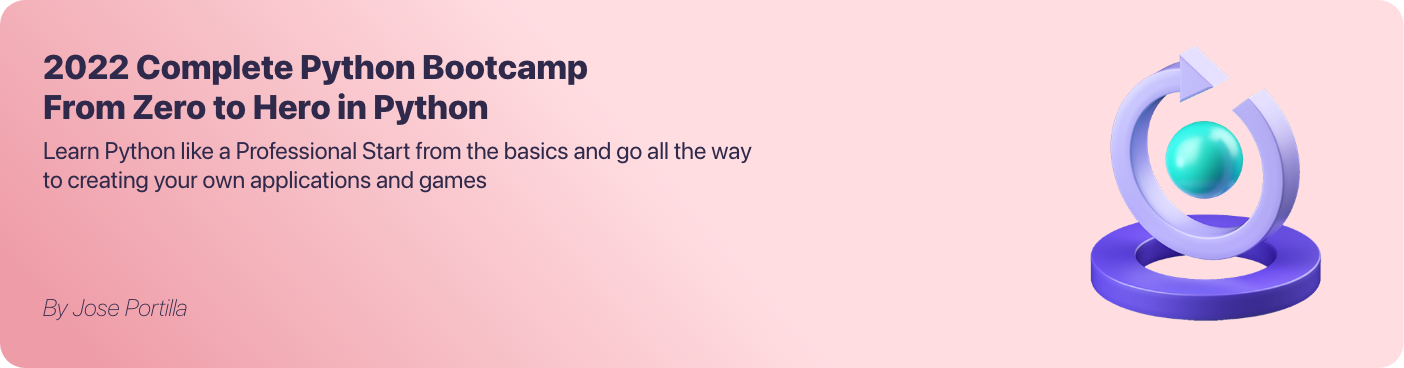 2022 Complete Python Bootcamp
From Zero to Hero in Python
Learn Python like a Professional Start from the basics and go all the way
to creating your own applications and games
By Jose Portilla